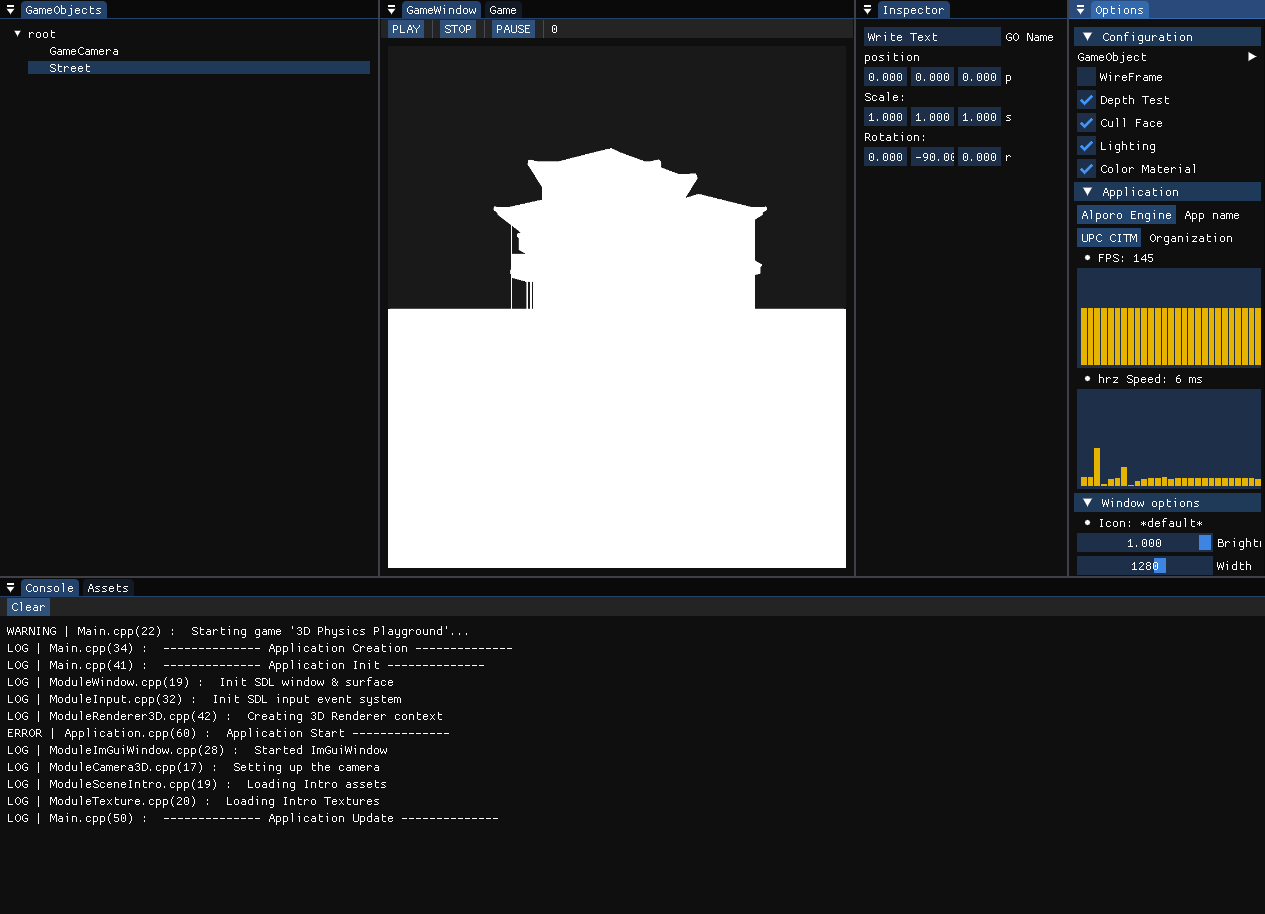 GameObjects
root
GameCamera
Street
GameWindow Game
PLAY STOP PAUSE 0
Inspector
Write Text GO Name
position
0.000 0.000 0.000 p
Scale:
1.000 1.000 1.000 s
Rotation:
0.000 -90.00 0.000 r
Options
Configuration
GameObject
WireFrame
Depth Test
Cull Face
Lighting
Color Material
Application
Alporo Engine App name
UPC CITM Organization
FPS: 145
hrz Speed: 6 ms
Window options
Icon: *default*
1.000 Bright
1280 Width
Console Assets
Clear
WARNING | Main.cpp(22) : Starting game '3D Physics Playground'...
LOG | Main.cpp(34) : -------------- Application Creation --------------
LOG | Main.cpp(41) : -------------- Application Init --------------
LOG | ModuleWindow.cpp(19) : Init SDL window & surface
LOG | ModuleInput.cpp(32) : Init SDL input event system
LOG | ModuleRenderer3D.cpp(42) : Creating 3D Renderer context
ERROR | Application.cpp(60) : Application Start --------------
LOG | ModuleImGuiWindow.cpp(28) : Started ImGuiWindow
LOG | ModuleCamera3D.cpp(17) : Setting up the camera
LOG | ModuleSceneIntro.cpp(19) : Loading Intro assets
LOG | ModuleTexture.cpp(20) : Loading Intro Textures
LOG | Main.cpp(50) : -------------- Application Update --------------